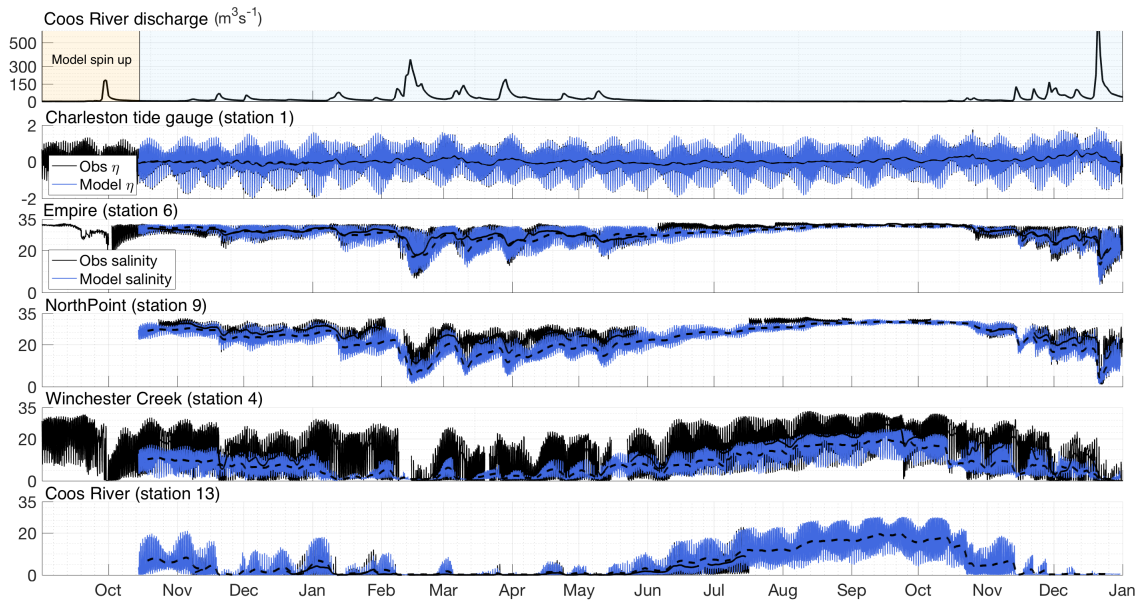 Coos River discharge (m³s⁻¹)
500
300
150
0
Model spin up
Charleston tide gauge (station 1)
2
0
-2
Obs η
Model η
Empire (station 6)
35
20
0
Obs salinity
Model salinity
NorthPoint (station 9)
35
20
0
Winchester Creek (station 4)
35
20
0
Coos River (station 13)
35
20
0
Oct Nov Dec Jan Feb Mar Apr May Jun Jul Aug Sep Oct Nov Dec Jan